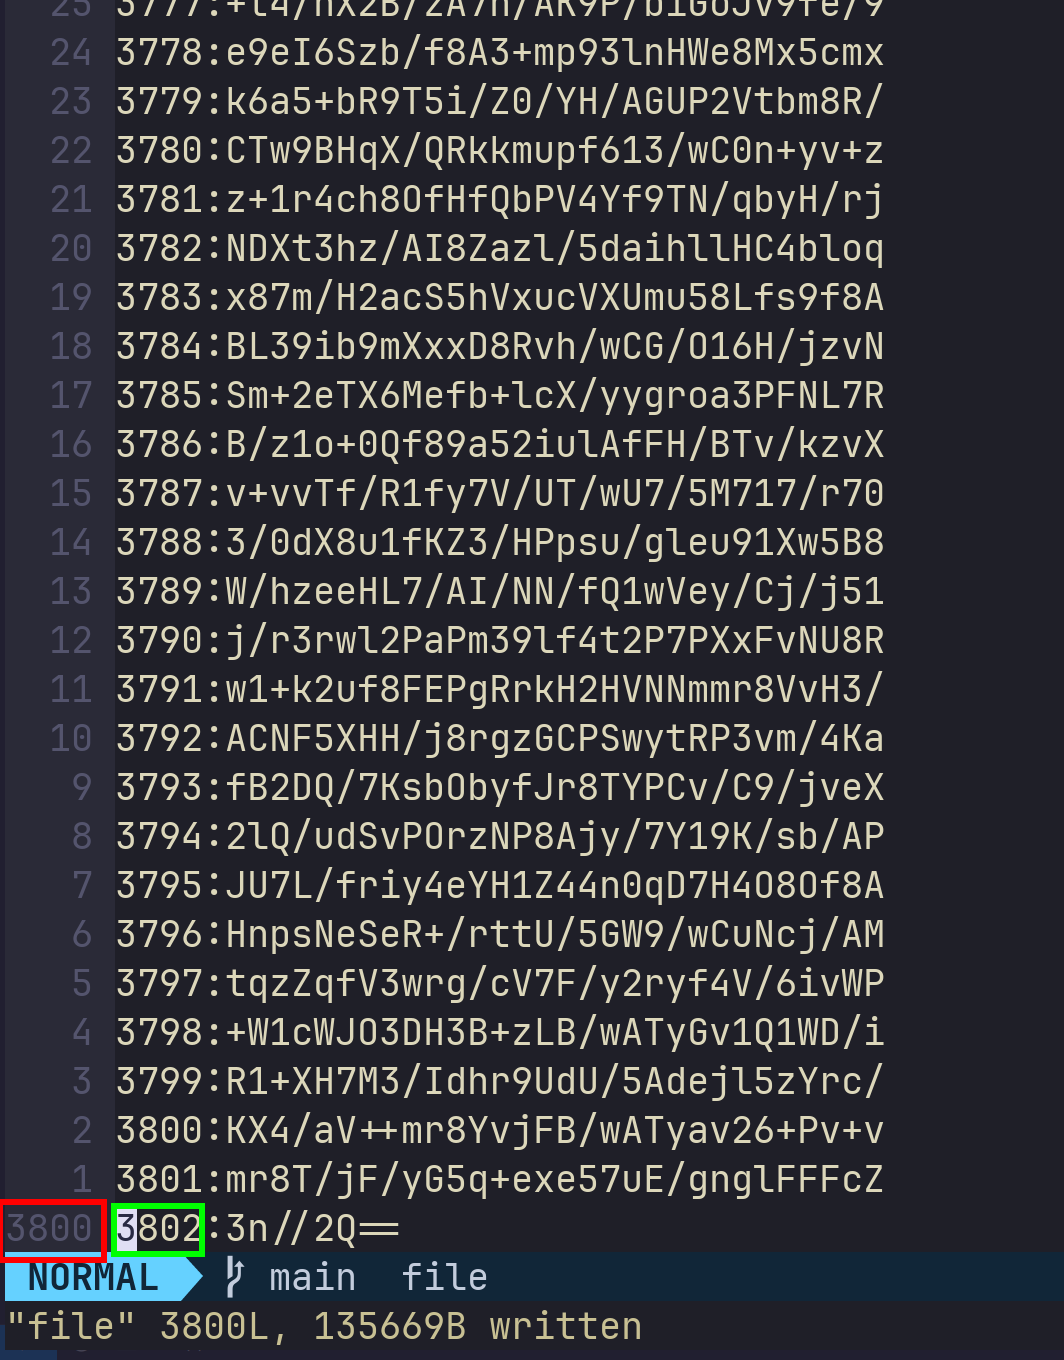 24 3778:e9eI6Szb/f8A3+mp93lnHWe8Mx5cmx
23 3779:k6a5+bR9T5i/Z0/YH/AGUP2Vtbm8R/
22 3780:CTw9BHqX/QRkkmupf613/wC0n+yv+z
21 3781:z+1r4ch8OfHfQbPV4Yf9TN/qbyH/rj
20 3782:NDXt3hz/AI8Zazl/5daihllHC4bloq
19 3783:x87m/H2acS5hVxucVXUmu58Lfs9f8A
18 3784:BL39ib9mXxxD8Rvh/wCG/O16H/jzvN
17 3785:Sm+2eTX6Mefb+lcX/yygroa3PFNL7R
16 3786:B/z1o+0Qf89a52iulAfFH/BTv/kzvX
15 3787:v+vvTf/R1fy7V/UT/wU7/5M717/r70
14 3788:3/0dX8u1fKZ3/HPpsu/gleu91Xw5B8
13 3789:W/hzeeHL7/AI/NN/fQ1wVey/Cj/j51
12 3790:j/r3rwl2PaPm39lf4t2P7PXxFvNU8R
11 3791:w1+k2uf8FEPgRrkH2HVNNmmr8VvH3/
10 3792:ACNF5XHH/j8rgzGCPSwytRP3vm/4Ka
9 3793:fB2DQ/7KsbObyfJr8TYPCv/C9/jveX
8 3794:2lQ/udSvPOrzNP8Ajy/7Y19K/sb/AP
7 3795:JU7L/friy4eYH1Z44n0qD7H4O8Of8A
6 3796:HnpsNeSeR+/rttU/5GW9/wCuNcj/AM
5 3797:tqzZqfV3wrg/cV7F/y2ryf4V/6ivWP
4 3798:+W1cWJO3DH3B+zLB/wATyGv1Q1WD/i
3 3799:R1+XH7M3/Idhr9UdU/5Adejl5zYrc/
2 3800:KX4/aV++mr8YvjFB/wATyav26+Pv+v
1 3801:mr8T/jF/yG5q+exe57uE/gnglFFFcZ
3800 3802:3n//2Q==
NORMAL main file
"file" 3800L, 135669B written